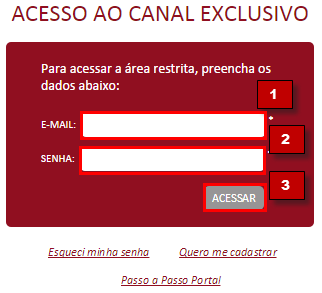 ACESSO AO CANAL EXCLUSIVO
Para acessar a área restrita, preencha os
dados abaixo:
1
E-MAIL: *
2
SENHA: *
3
ACESSAR
Esqueci minha senha Quero me cadastrar
Passo a Passo Portal